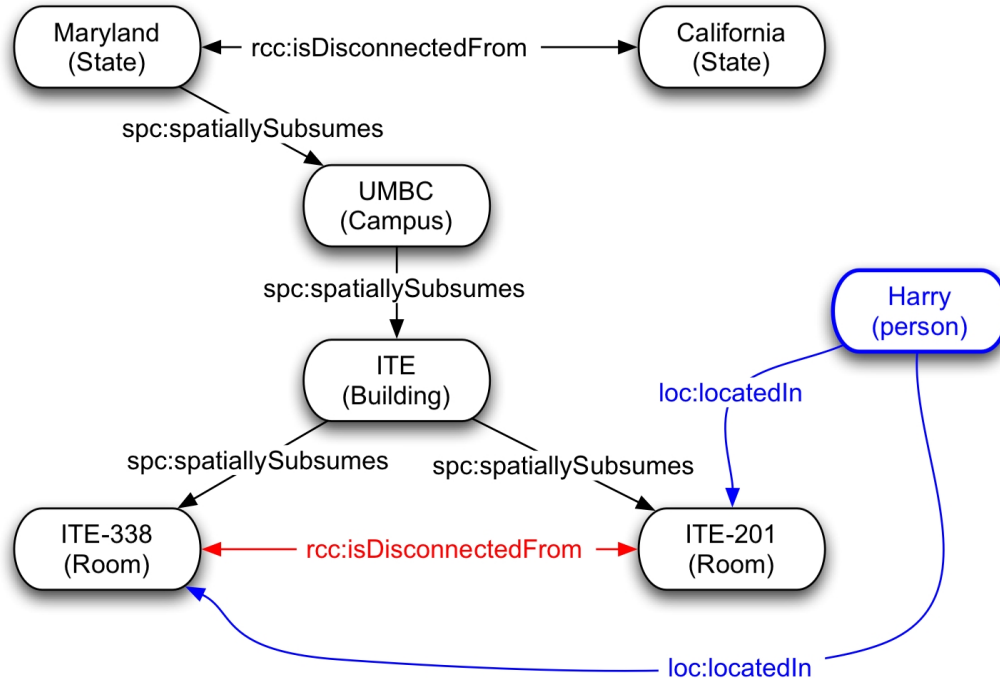 Maryland
(State)
rcc:isDisconnectedFrom
California
(State)
spc:spatiallySubsumes
UMBC
(Campus)
spc:spatiallySubsumes
Harry
(person)
ITE
(Building)
loc:locatedIn
spc:spatiallySubsumes
spc:spatiallySubsumes
ITE-338
(Room)
rcc:isDisconnectedFrom
ITE-201
(Room)
loc:locatedIn